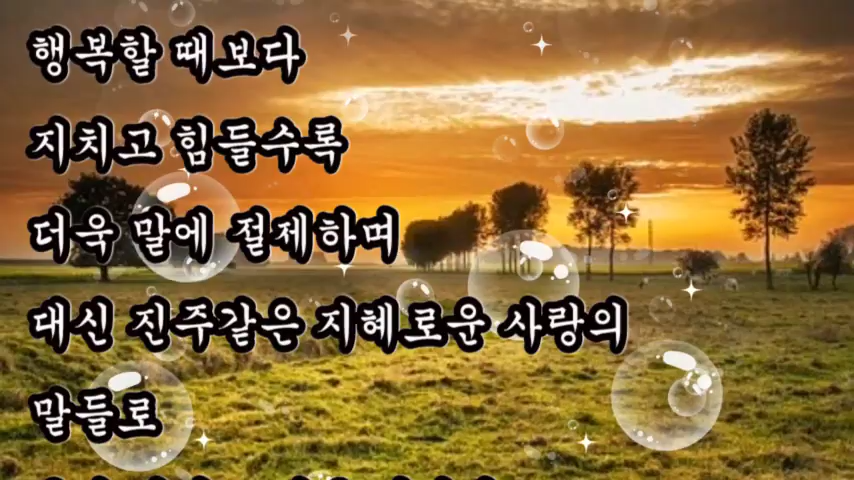 행복할 때보다
지치고 힘들수록
더욱 말에 절제하며
대신 진주같은 지혜로운 사랑의
말들로